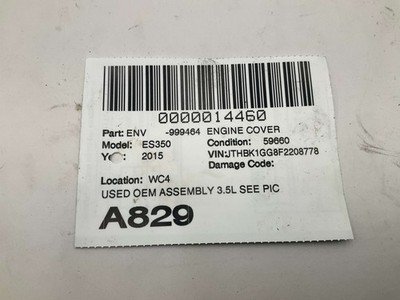 0000014460
Part: ENV -999464 ENGINE COVER
Model: ES350 Condition: 59660
Year: 2015 VIN:JTHBK1GG8F2208778
Damage Code:
Location: WC4
USED OEM ASSEMBLY 3.5L SEE PIC
A829